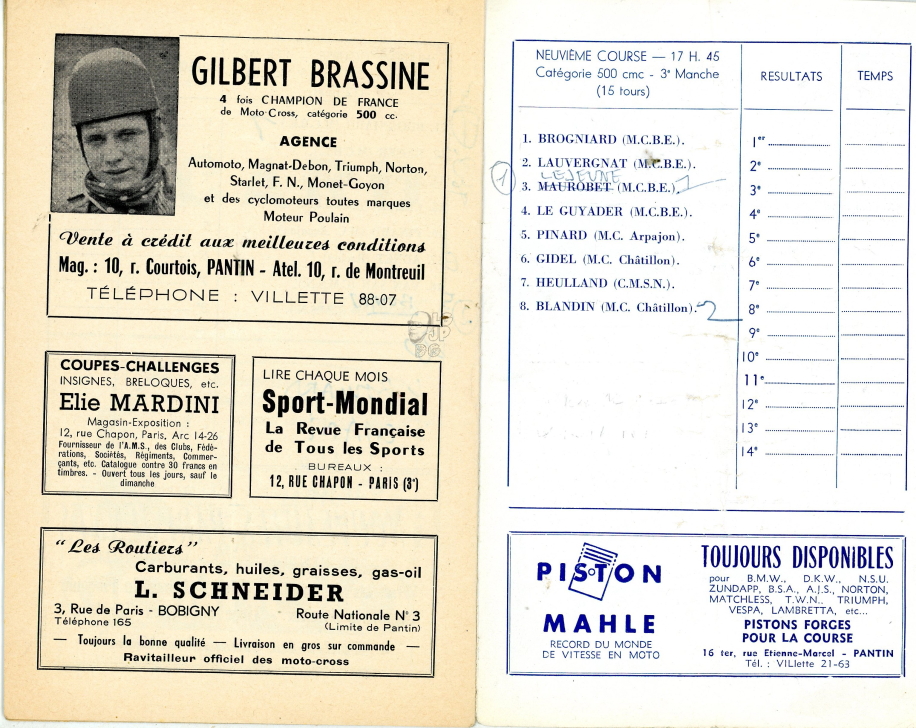 GILBERT BRASSINE
4 fois CHAMPION DE FRANCE
de Moto-Cross, catégorie 500 cc.
AGENCE
Automoto, Magnat-Debon, Triumph, Norton,
Starlet, F. N., Monet-Goyon
et des cyclomoteurs toutes marques
Moteur Poulain
Vente à crédit aux meilleures conditions
Mag. : 10, r. Courtois, PANTIN - Atel. 10, r. de Montreuil
TÉLÉPHONE : VILLETTE 88-07
COUPES-CHALLENGES
INSIGNES, BRELOQUES, etc.
Elie MARDINI
Magasin-Exposition :
12, rue Chapon, Paris, Arc 14-26
Fournisseur de l'A.M.S., des Clubs, Fédé-
rations, Sociétés, Régiments, Commer-
çants, etc. Catalogue contre 30 francs en
timbres. - Ouvert tous les jours, sauf le
dimanche
LIRE CHAQUE MOIS
Sport-Mondial
La Revue Française
de Tous les Sports
BUREAUX :
12, RUE CHAPON - PARIS (3e)
"Les Routiers"
Carburants, huiles, graisses, gas-oil
L. SCHNEIDER
3, Rue de Paris - BOBIGNY
Téléphone 165
Route Nationale N° 3
(Limite de Pantin)
— Toujours la bonne qualité — Livraison en gros sur commande —
Ravitailleur officiel des moto-cross
NEUVIÈME COURSE — 17 H. 45
Catégorie 500 cmc - 3e Manche
(15 tours)
RESULTATS
TEMPS
1. BROGNIARD (M.C.B.E.).
2. LAUVERGNAT (M.C.B.E.).
LEJEUNE
1
3. MAUROBET (M.C.B.E.). 1
4. LE GUYADER (M.C.B.E.).
5. PINARD (M.C. Arpajon).
6. GIDEL (M.C. Châtillon).
7. HEULLAND (C.M.S.N.).
8. BLANDIN (M.C. Châtillon). 2
1er
2e
3e
4e
5e
6e
7e
8e
9e
10e
11e
12e
13e
14e
PISTON
MAHLE
RECORD DU MONDE
DE VITESSE EN MOTO
TOUJOURS DISPONIBLES
pour B.M.W., D.K.W., N.S.U.
ZUNDAPP, B.S.A., A.J.S., NORTON,
MATCHLESS, T.W.N., TRIUMPH,
VESPA, LAMBRETTA, etc...
PISTONS FORGES
POUR LA COURSE
16 ter, rue Etienne-Marcel - PANTIN
Tél. : VILlette 21-63